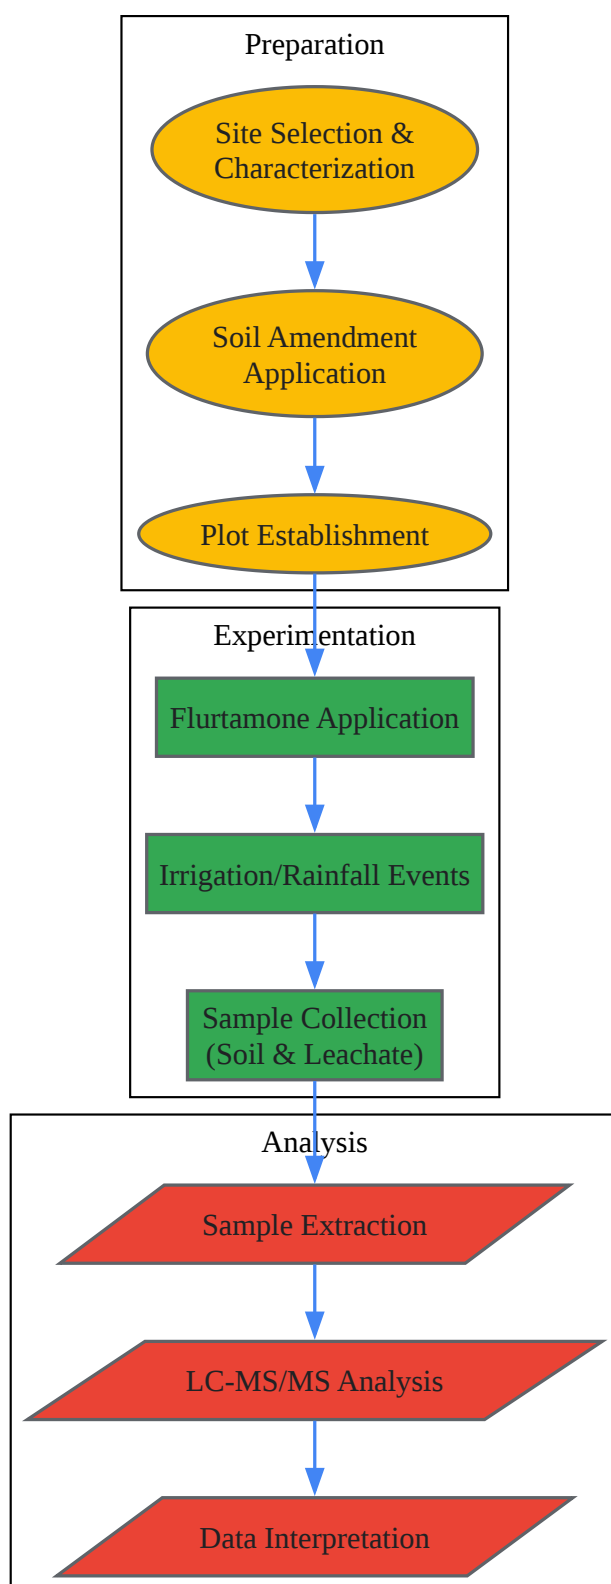 Preparation
Site Selection &
Characterization
Soil Amendment
Application
Plot Establishment
Experimentation
Flurtamone Application
Irrigation/Rainfall Events
Sample Collection
(Soil & Leachate)
Analysis
Sample Extraction
LC-MS/MS Analysis
Data Interpretation